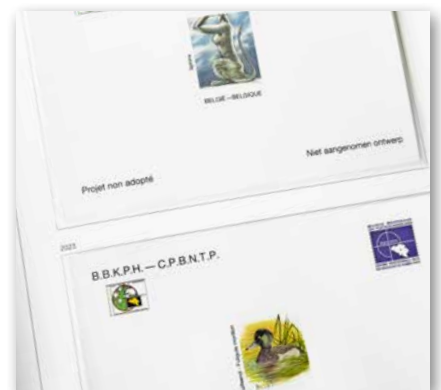 BELGIË — BELGIQUE
Projet non adopté
Niet aangenomen ontwerp
2023
B.B.K.P.H. — C.P.B.N.T.P.